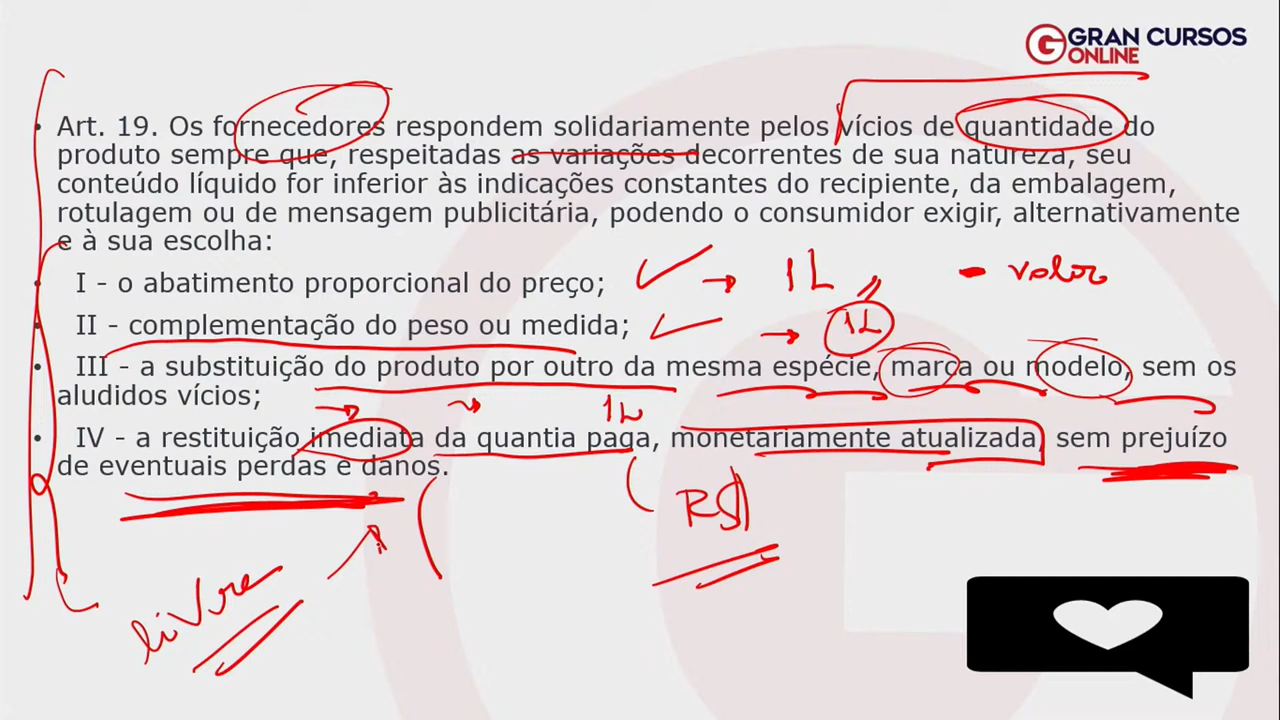 GRAN CURSOS
ONLINE
• Art. 19. Os fornecedores respondem solidariamente pelos vícios de quantidade do
produto sempre que, respeitadas as variações decorrentes de sua natureza, seu
conteúdo líquido for inferior às indicações constantes do recipiente, da embalagem,
rotulagem ou de mensagem publicitária, podendo o consumidor exigir, alternativamente
e à sua escolha:
• I - o abatimento proporcional do preço; → 1L - valor
• II - complementação do peso ou medida; → 1L
• III - a substituição do produto por outro da mesma espécie, marca ou modelo, sem os
aludidos vícios;
1L
• IV - a restituição imediata da quantia paga, monetariamente atualizada, sem prejuízo
de eventuais perdas e danos.
R$
livre